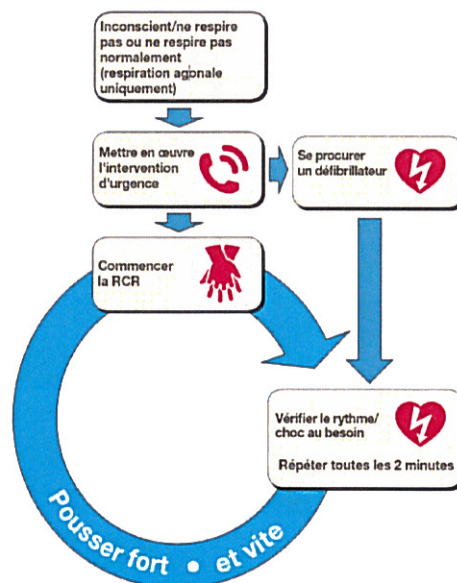 Inconscient/ne respire
pas ou ne respire pas
normalement
(respiration agonale
uniquement)
Mettre en œuvre
l'intervention
d'urgence
Se procurer
un défibrillateur
Commencer
la RCR
Vérifier le rythme/
choc au besoin
Répéter toutes les 2 minutes
Pousser fort • et vite